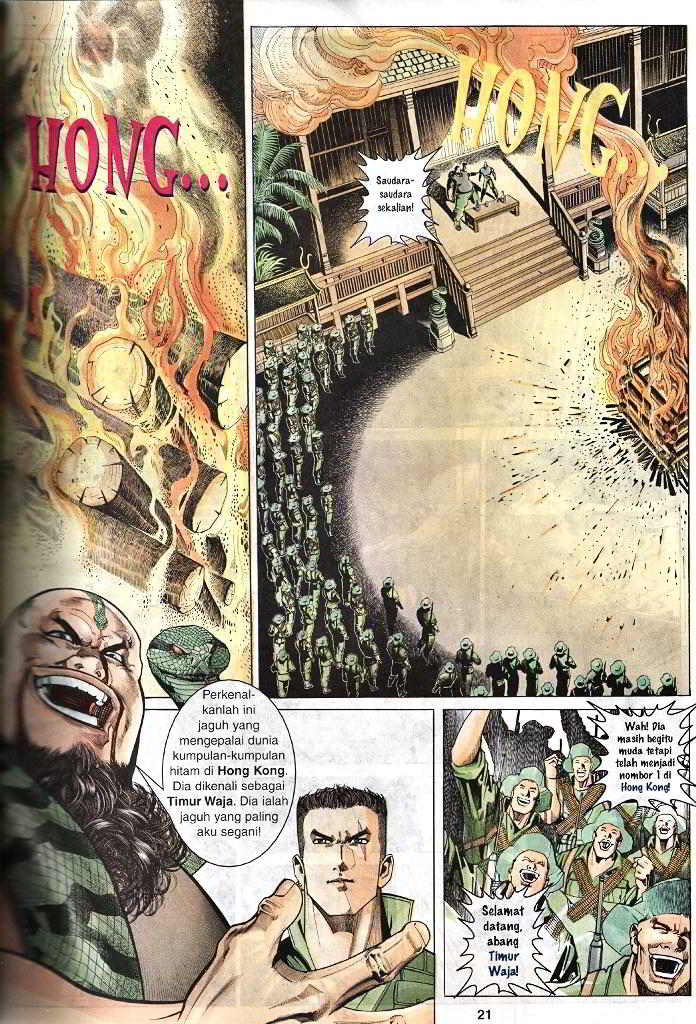 HONG...
HONG...
Saudara-
saudara
sekalian!
Perkenal-
kanlah ini
jaguh yang
mengepalai dunia
kumpulan-kumpulan
hitam di Hong Kong.
Dia dikenali sebagai
Timur Waja. Dia ialah
jaguh yang paling
aku segani!
Wah! Dia
masih begitu
muda tetapi
telah menjadi
nombor 1 di
Hong Kong!
Selamat
datang,
abang
Timur
Waja!
21